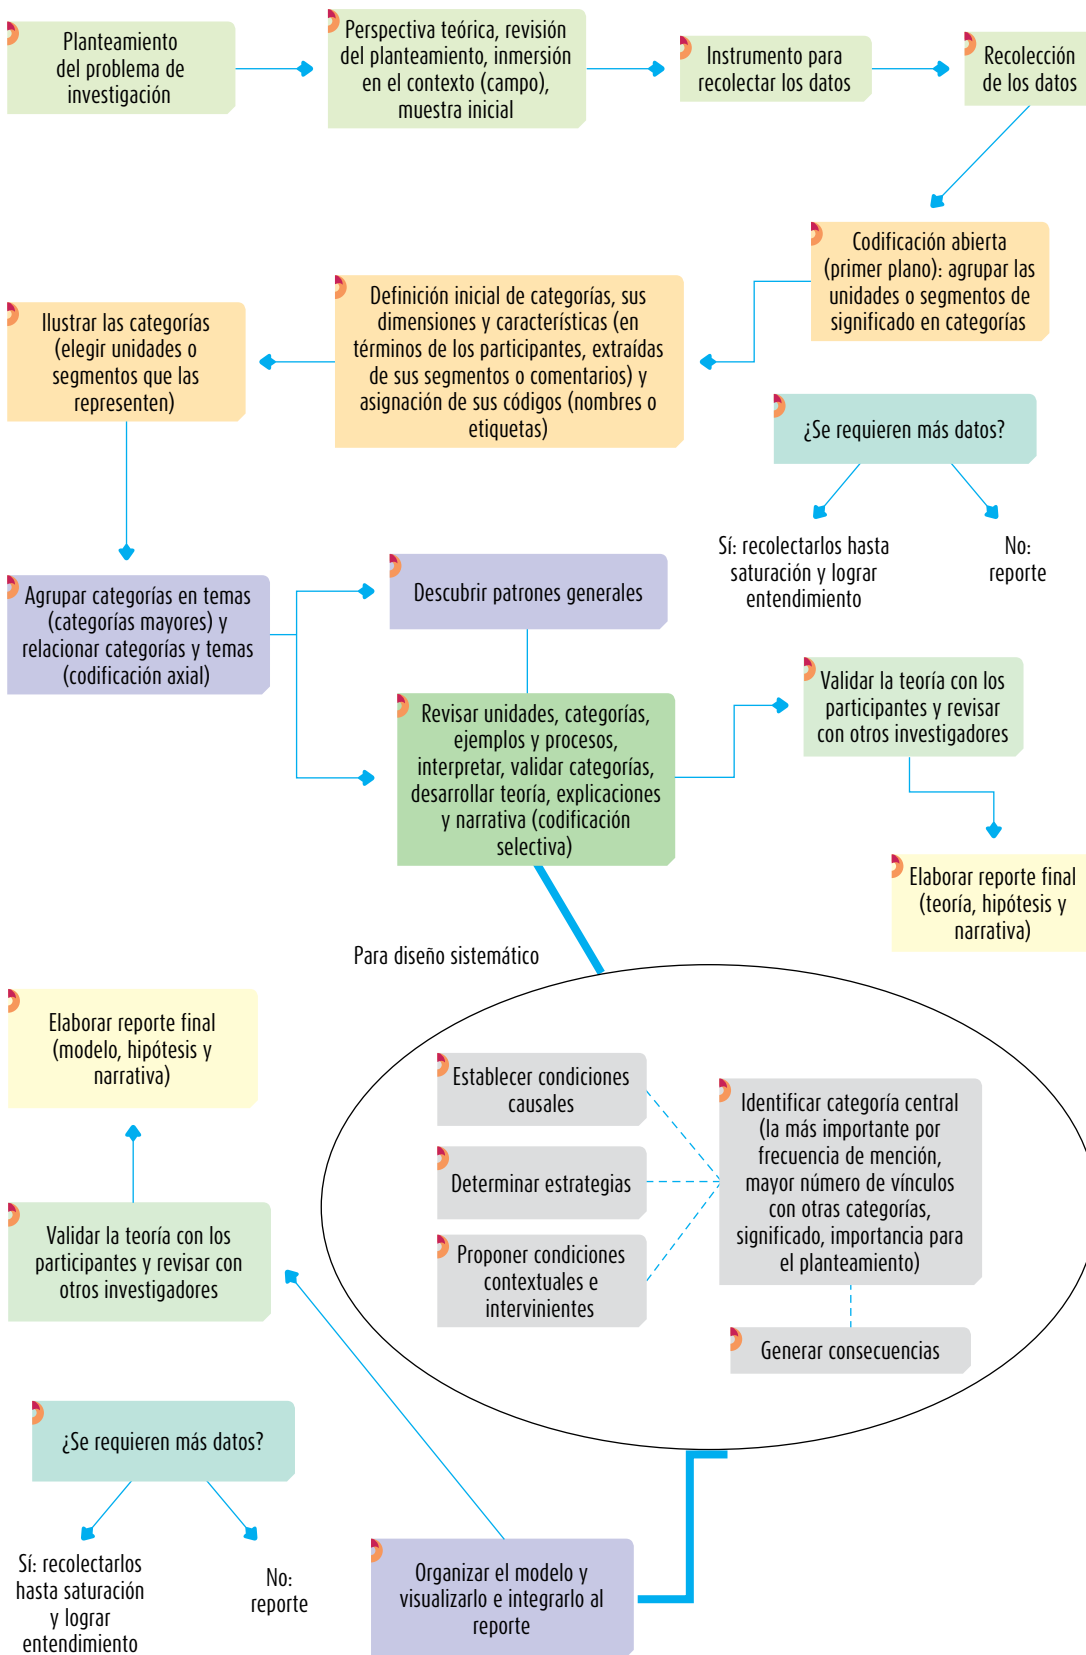 Planteamiento
del problema de
investigación
Perspectiva teórica, revisión
del planteamiento, inmersión
en el contexto (campo),
muestra inicial
Instrumento para
recolectar los datos
Recolección
de los datos
Codificación abierta
(primer plano): agrupar las
unidades o segmentos de
significado en categorías
Definición inicial de categorías, sus
dimensiones y características (en
términos de los participantes, extraídas
de sus segmentos o comentarios) y
asignación de sus códigos (nombres o
etiquetas)
Ilustrar las categorías
(elegir unidades o
segmentos que las
representen)
¿Se requieren más datos?
Sí: recolectarlos hasta
saturación y lograr
entendimiento
No:
reporte
Agrupar categorías en temas
(categorías mayores) y
relacionar categorías y temas
(codificación axial)
Descubrir patrones generales
Revisar unidades, categorías,
ejemplos y procesos,
interpretar, validar categorías,
desarrollar teoría, explicaciones
y narrativa (codificación
selectiva)
Validar la teoría con los
participantes y revisar
con otros investigadores
Elaborar reporte final
(teoría, hipótesis y
narrativa)
Para diseño sistemático
Establecer condiciones
causales
Determinar estrategias
Proponer condiciones
contextuales e
intervinientes
Identificar categoría central
(la más importante por
frecuencia de mención,
mayor número de vínculos
con otras categorías,
significado, importancia para
el planteamiento)
Generar consecuencias
Elaborar reporte final
(modelo, hipótesis y
narrativa)
Validar la teoría con los
participantes y revisar con
otros investigadores
¿Se requieren más datos?
Sí: recolectarlos
hasta saturación
y lograr
entendimiento
No:
reporte
Organizar el modelo y
visualizarlo e integrarlo al
reporte